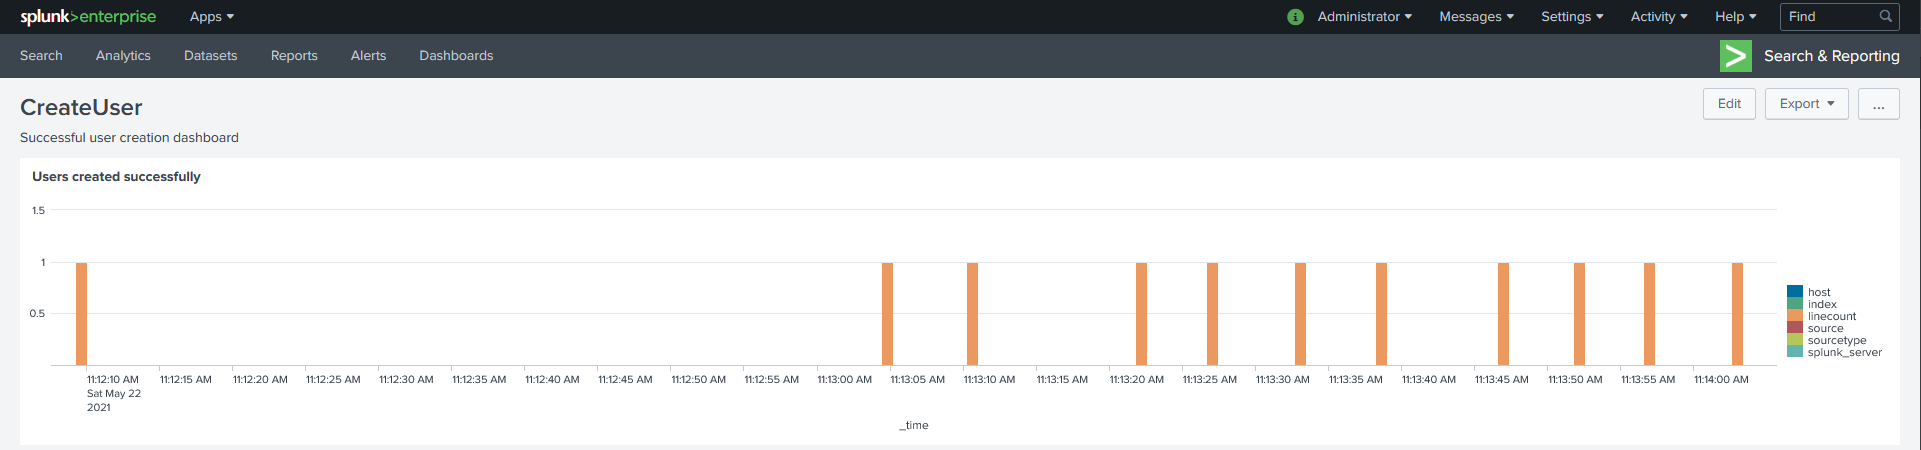 splunk>enterprise Apps Administrator Messages Settings Activity Help Find
Search Analytics Datasets Reports Alerts Dashboards Search & Reporting
CreateUser Edit Export ...
Successful user creation dashboard
Users created successfully
1.5
1
0.5
host
index
linecount
source
sourcetype
splunk_server
11:12:10 AM 11:12:15 AM 11:12:20 AM 11:12:25 AM 11:12:30 AM 11:12:35 AM 11:12:40 AM 11:12:45 AM 11:12:50 AM 11:12:55 AM 11:13:00 AM 11:13:05 AM 11:13:10 AM 11:13:15 AM 11:13:20 AM 11:13:25 AM 11:13:30 AM 11:13:35 AM 11:13:40 AM 11:13:45 AM 11:13:50 AM 11:13:55 AM 11:14:00 AM
Sat May 22
2021
_time